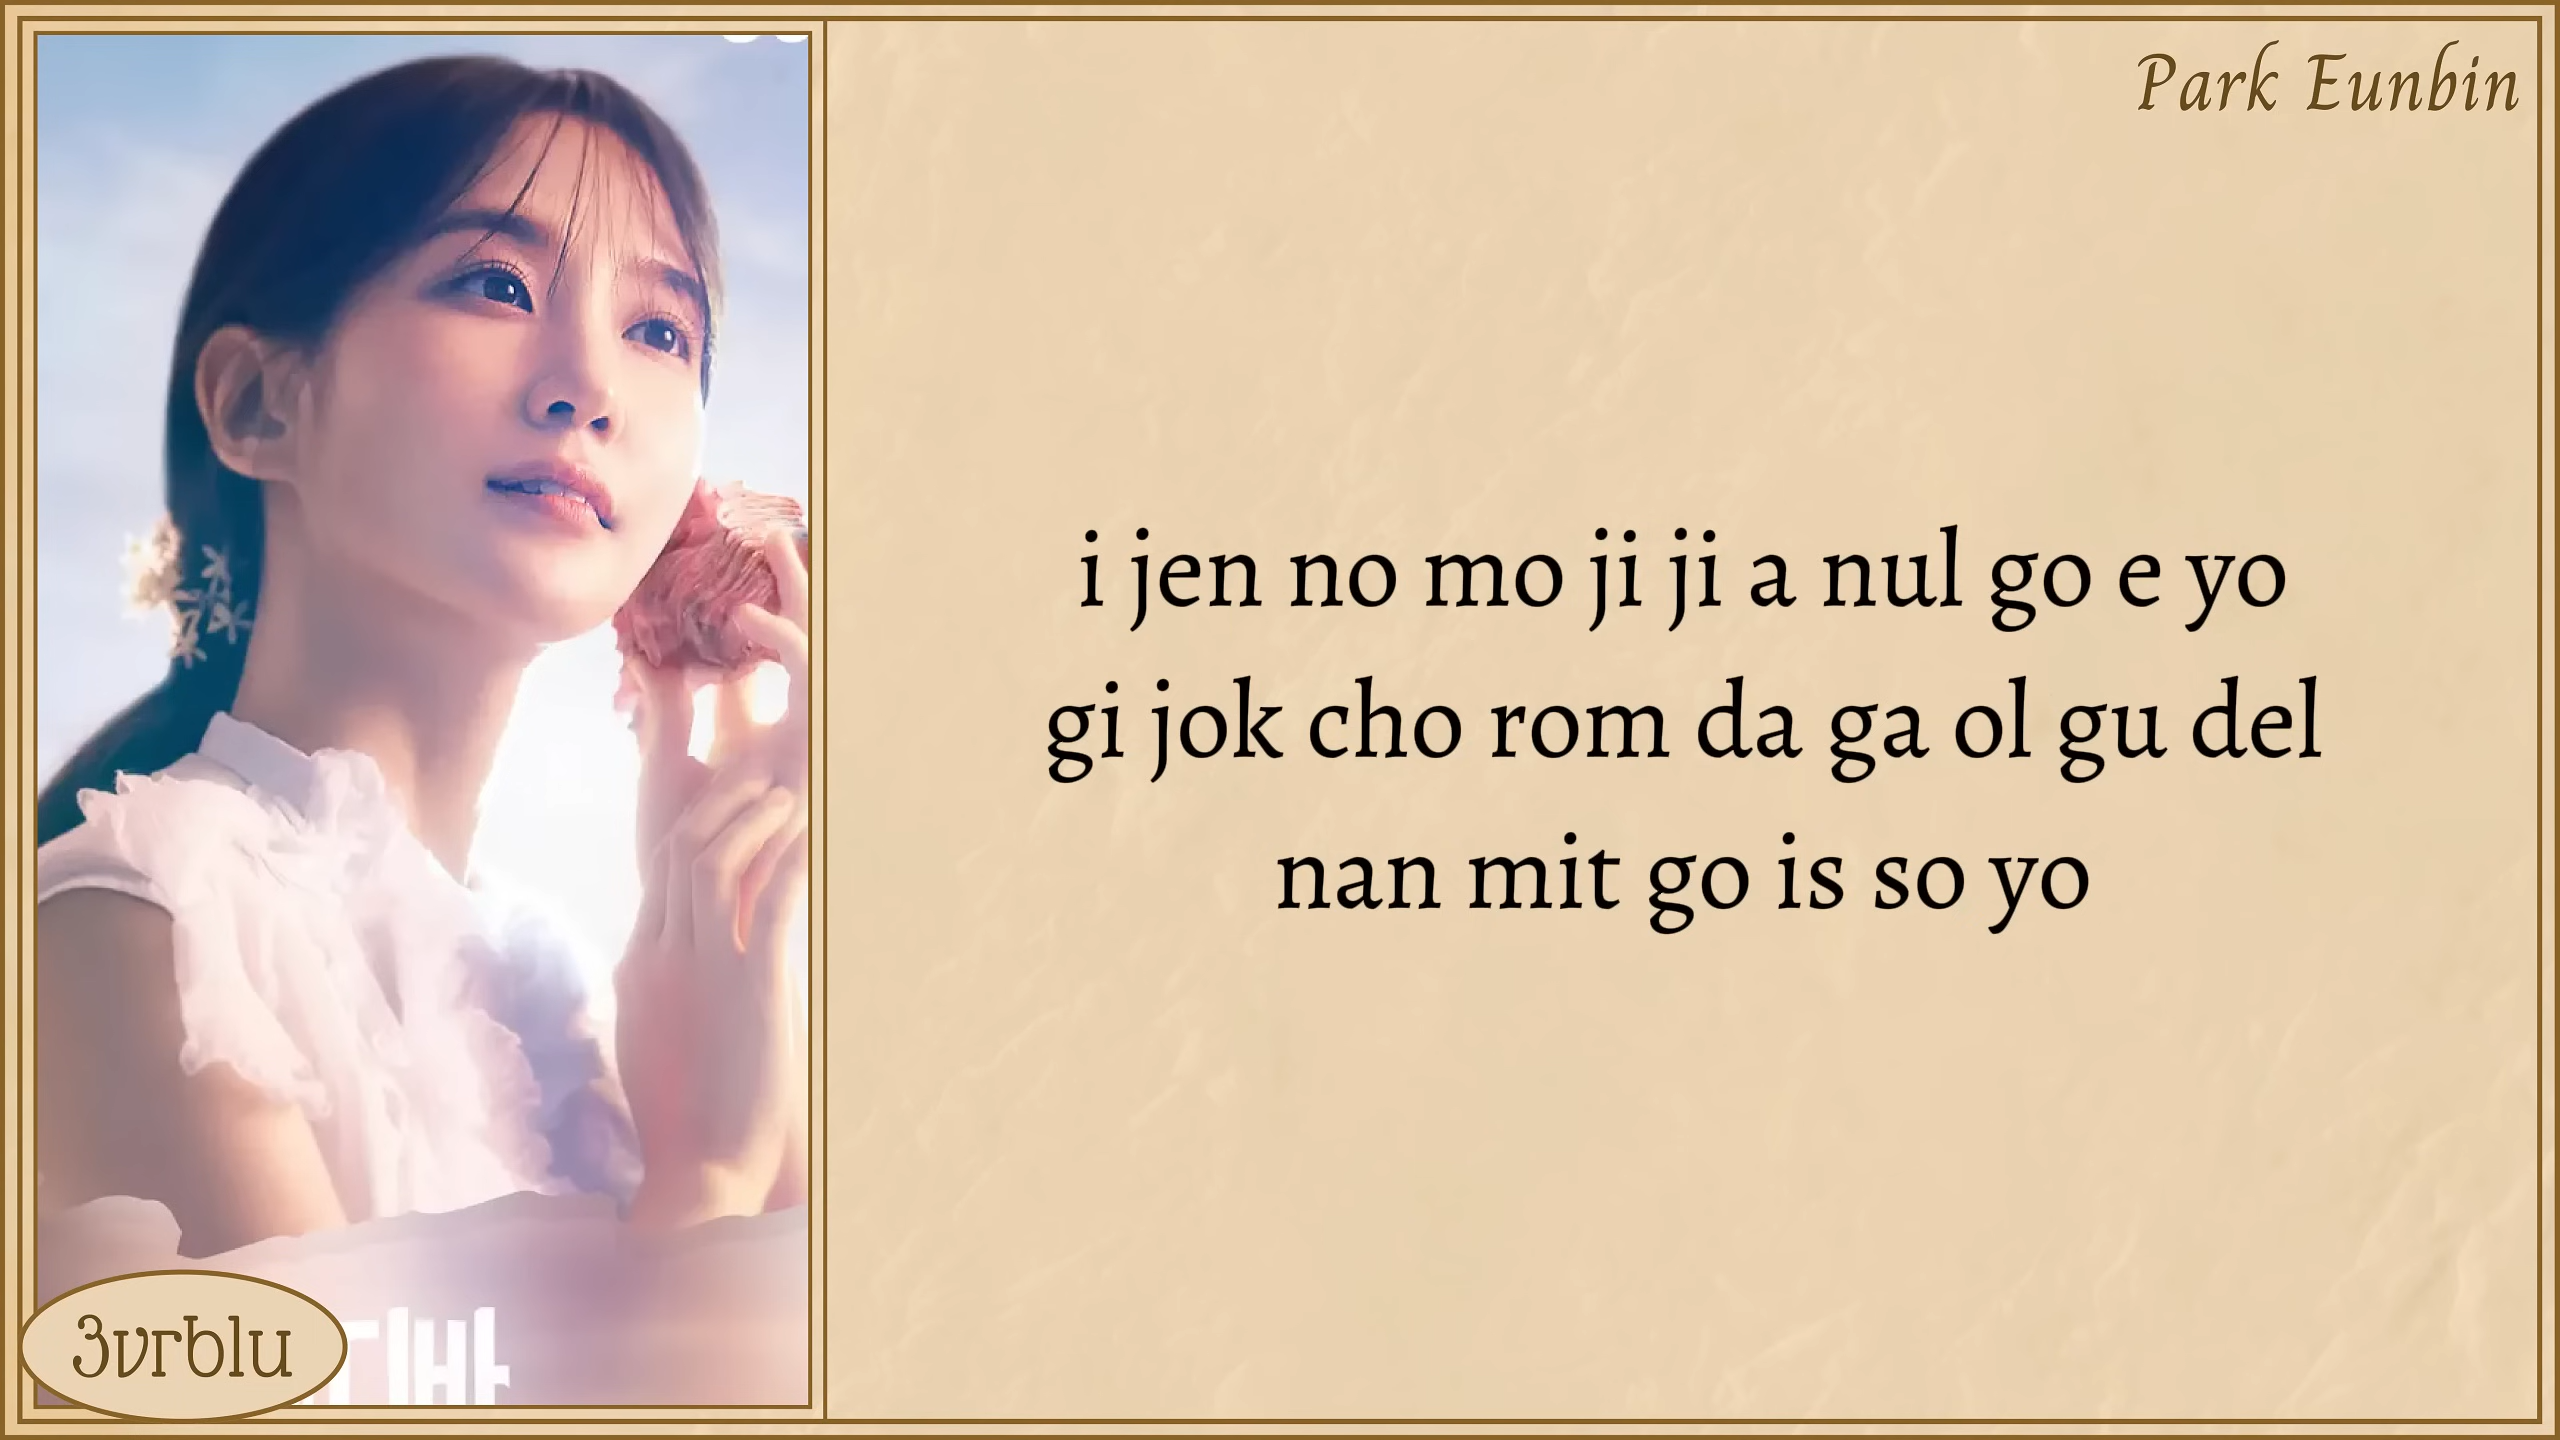 Park Eunbin
i jen no mo ji ji a nul go e yo
gi jok cho rom da ga ol gu del
nan mit go is so yo
3vrblu